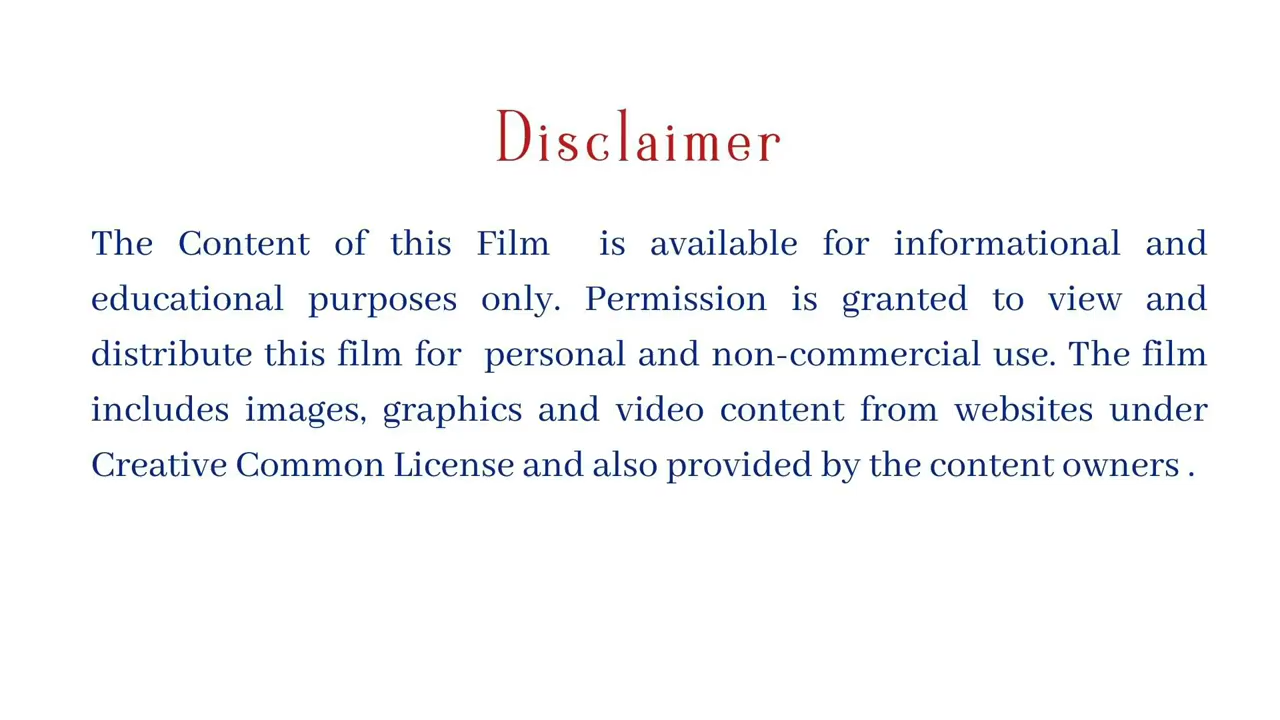 Disclaimer
The Content of this Film is available for informational and
educational purposes only. Permission is granted to view and
distribute this film for personal and non-commercial use. The film
includes images, graphics and video content from websites under
Creative Common License and also provided by the content owners .